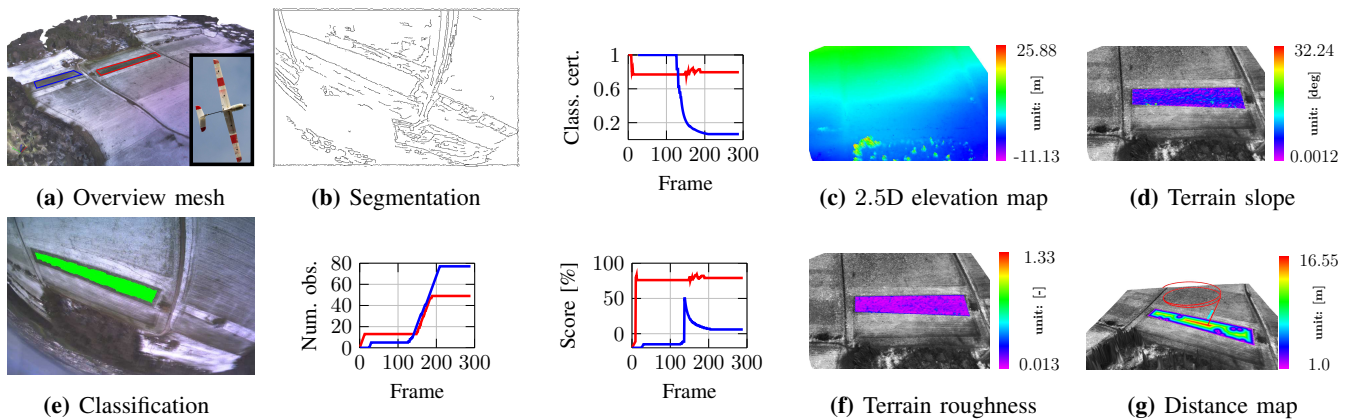 (a) Overview mesh
(b) Segmentation
Class. cert.
1
0.6
0.2
0 100 200 300
Frame
25.88
unit: [m]
-11.13
(c) 2.5D elevation map
32.24
unit: [deg]
0.0012
(d) Terrain slope
(e) Classification
Num. obs.
80
60
40
20
0
0 100 200 300
Frame
Score [%]
100
50
0
0 100 200 300
Frame
1.33
unit: [-]
0.013
(f) Terrain roughness
16.55
unit: [m]
1.0
(g) Distance map